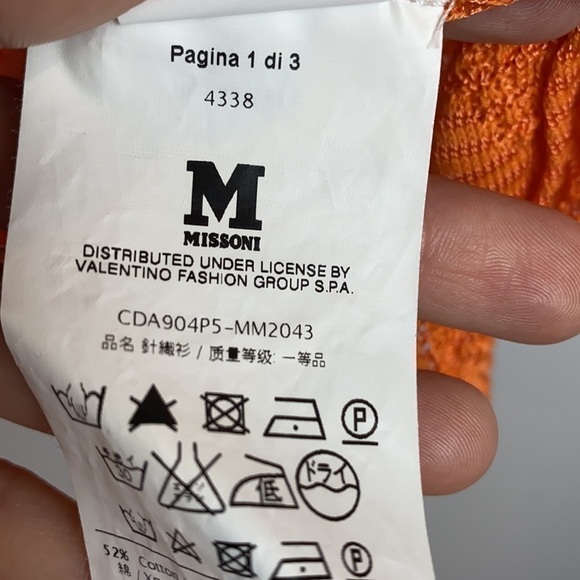 Pagina 1 di 3
4338
M
MISSONI
DISTRIBUTED UNDER LICENSE BY
VALENTINO FASHION GROUP S.P.A.
CDA904P5-MM2043
品名 針織衫 / 质量等级: 一等品
P
30 低 ドライ
P
52% Cotton
綿 /